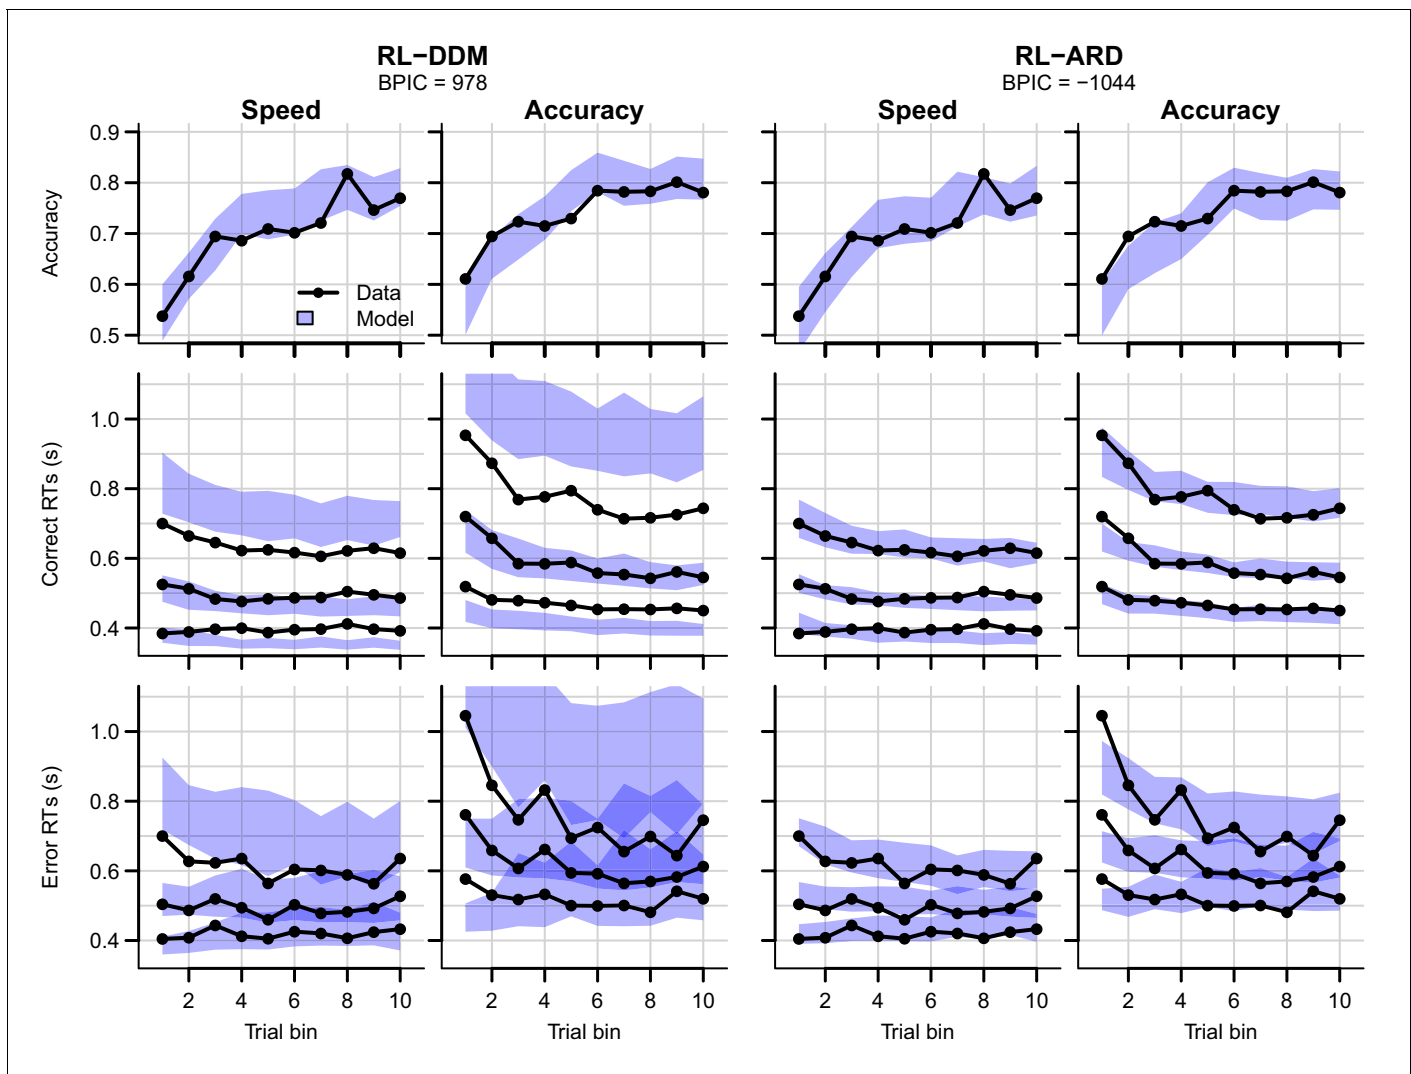 RL−DDM
BPIC = 978
RL−ARD
BPIC = −1044
Speed
Accuracy
Speed
Accuracy
Accuracy
0.9
0.8
0.7
0.6
0.5
Data
Model
Correct RTs (s)
1.0
0.8
0.6
0.4
Error RTs (s)
1.0
0.8
0.6
0.4
2 4 6 8 10
2 4 6 8 10
2 4 6 8 10
2 4 6 8 10
Trial bin
Trial bin
Trial bin
Trial bin